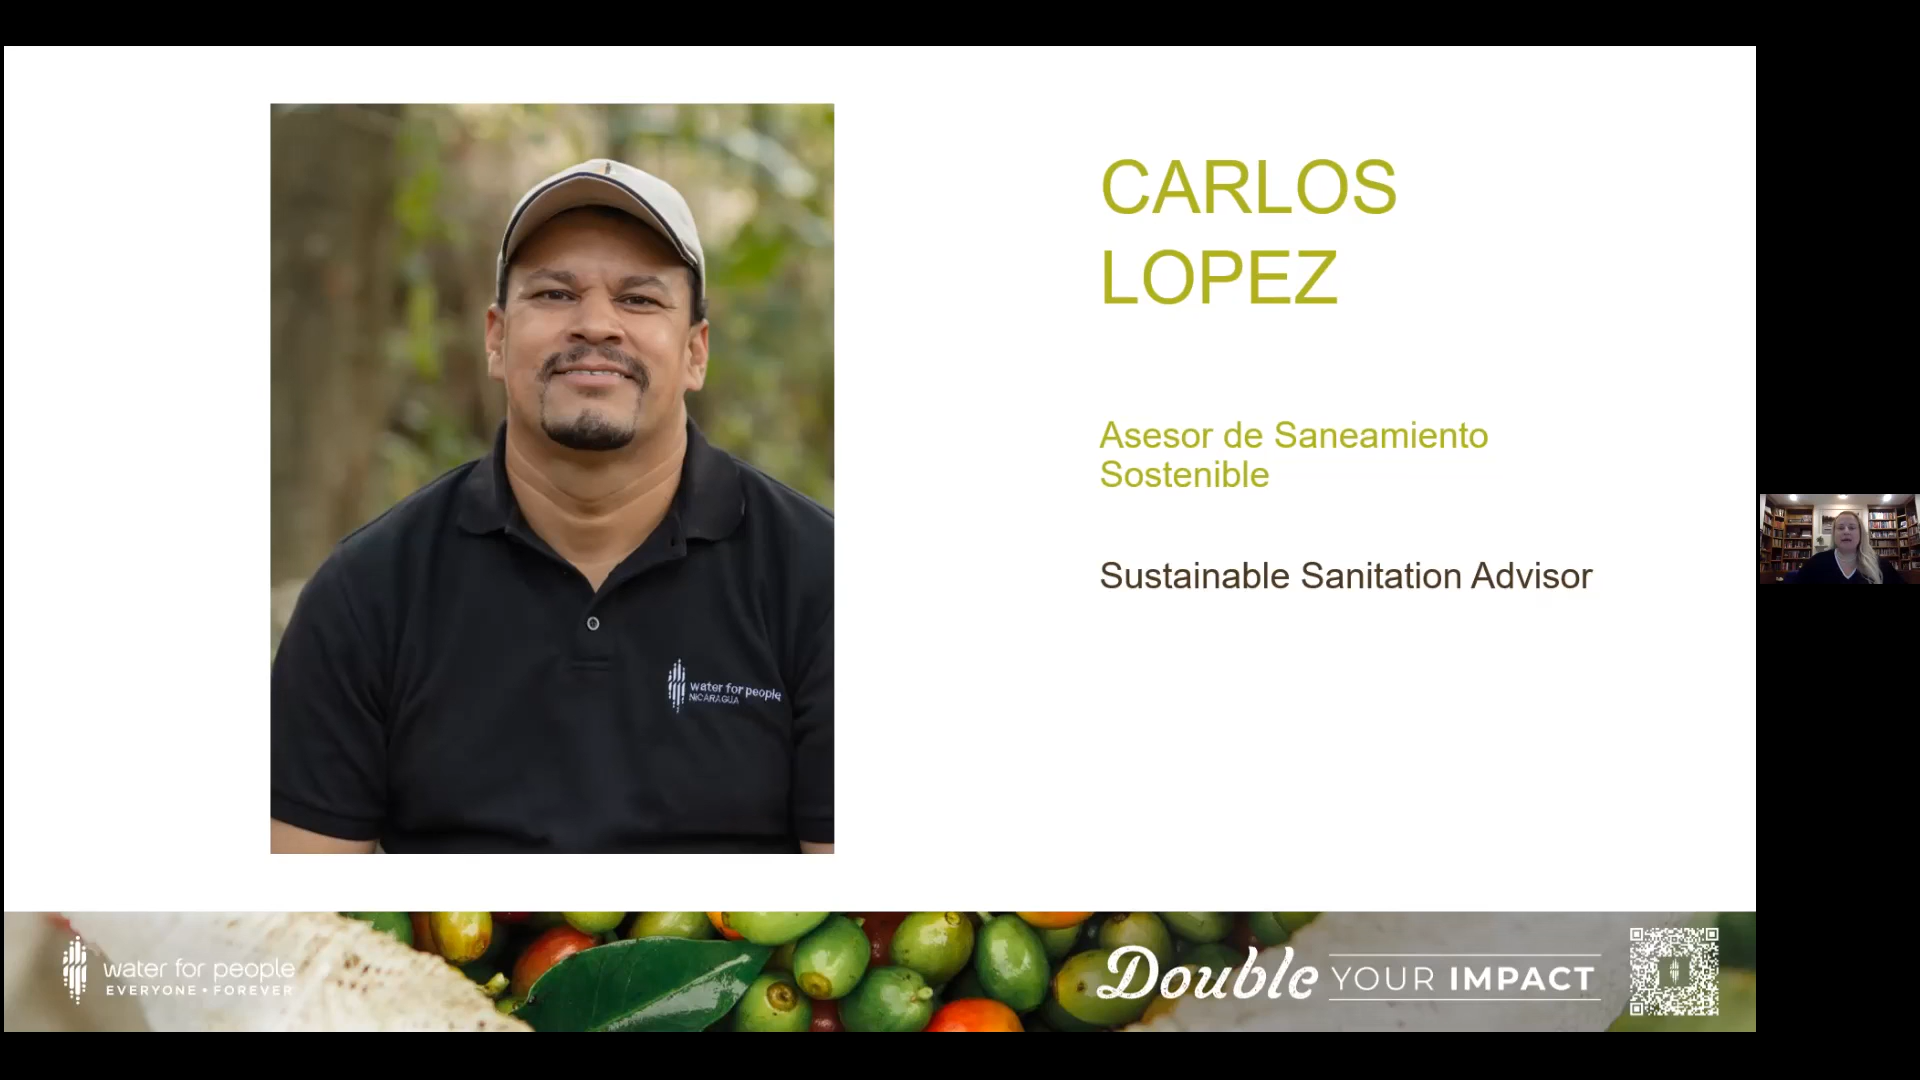 CARLOS
LOPEZ
Asesor de Saneamiento
Sostenible
Sustainable Sanitation Advisor
water for people
NICARAGUA
water for people
EVERYONE • FOREVER
Double YOUR IMPACT